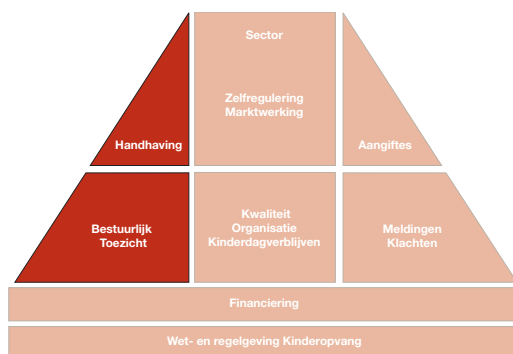 Sector
Zelfregulering
Marktwerking
Handhaving
Aangiftes
Bestuurlijk
Toezicht
Kwaliteit
Organisatie
Kinderdagverblijven
Meldingen
Klachten
Financiering
Wet- en regelgeving Kinderopvang